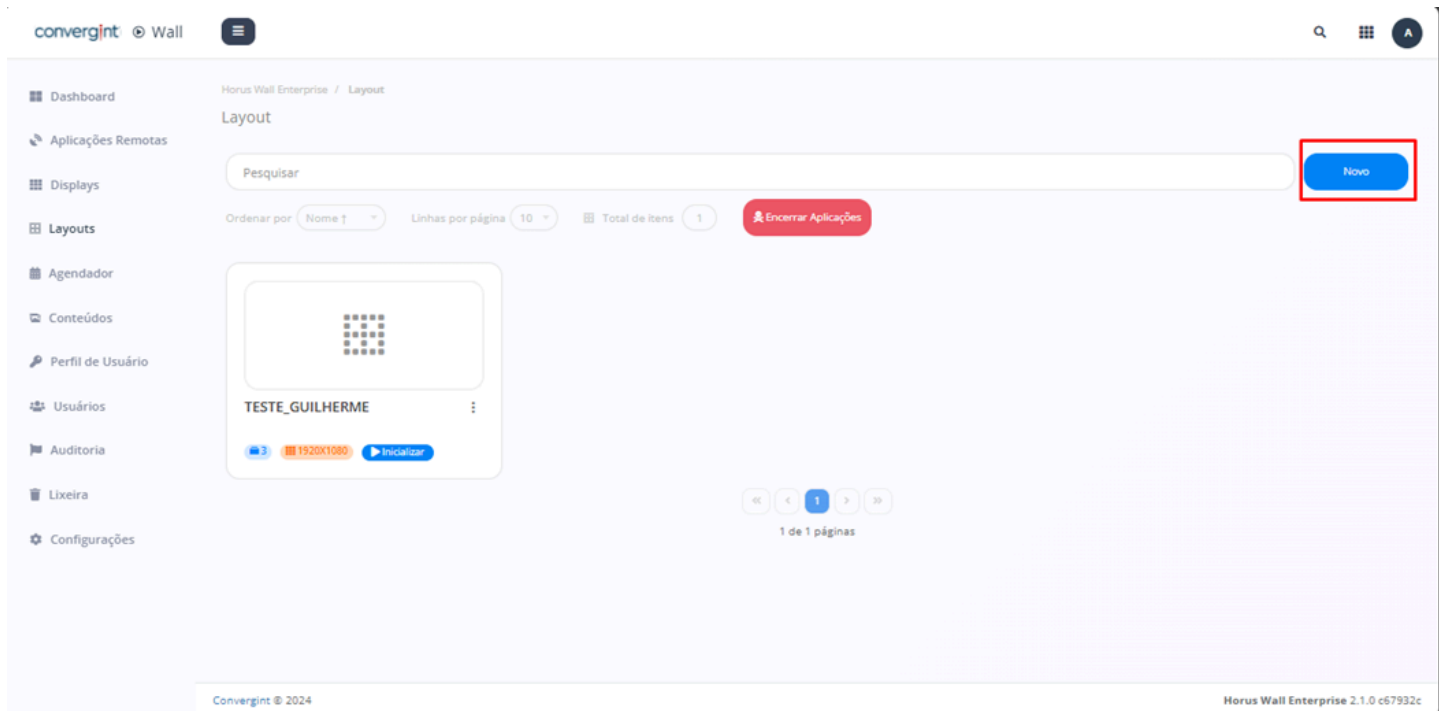 convergint Wall
A
Dashboard
Aplicações Remotas
Displays
Layouts
Agendador
Conteúdos
Perfil de Usuário
Usuários
Auditoria
Lixeira
Configurações
Horus Wall Enterprise / Layout
Layout
Pesquisar
Novo
Ordenar por Nome ↑ Linhas por página 10 Total de itens 1 Encerrar Aplicações
TESTE_GUILHERME
3 1920X1080 Inicializar
« < 1 > »
1 de 1 páginas
Convergint © 2024
Horus Wall Enterprise 2.1.0 c67932c